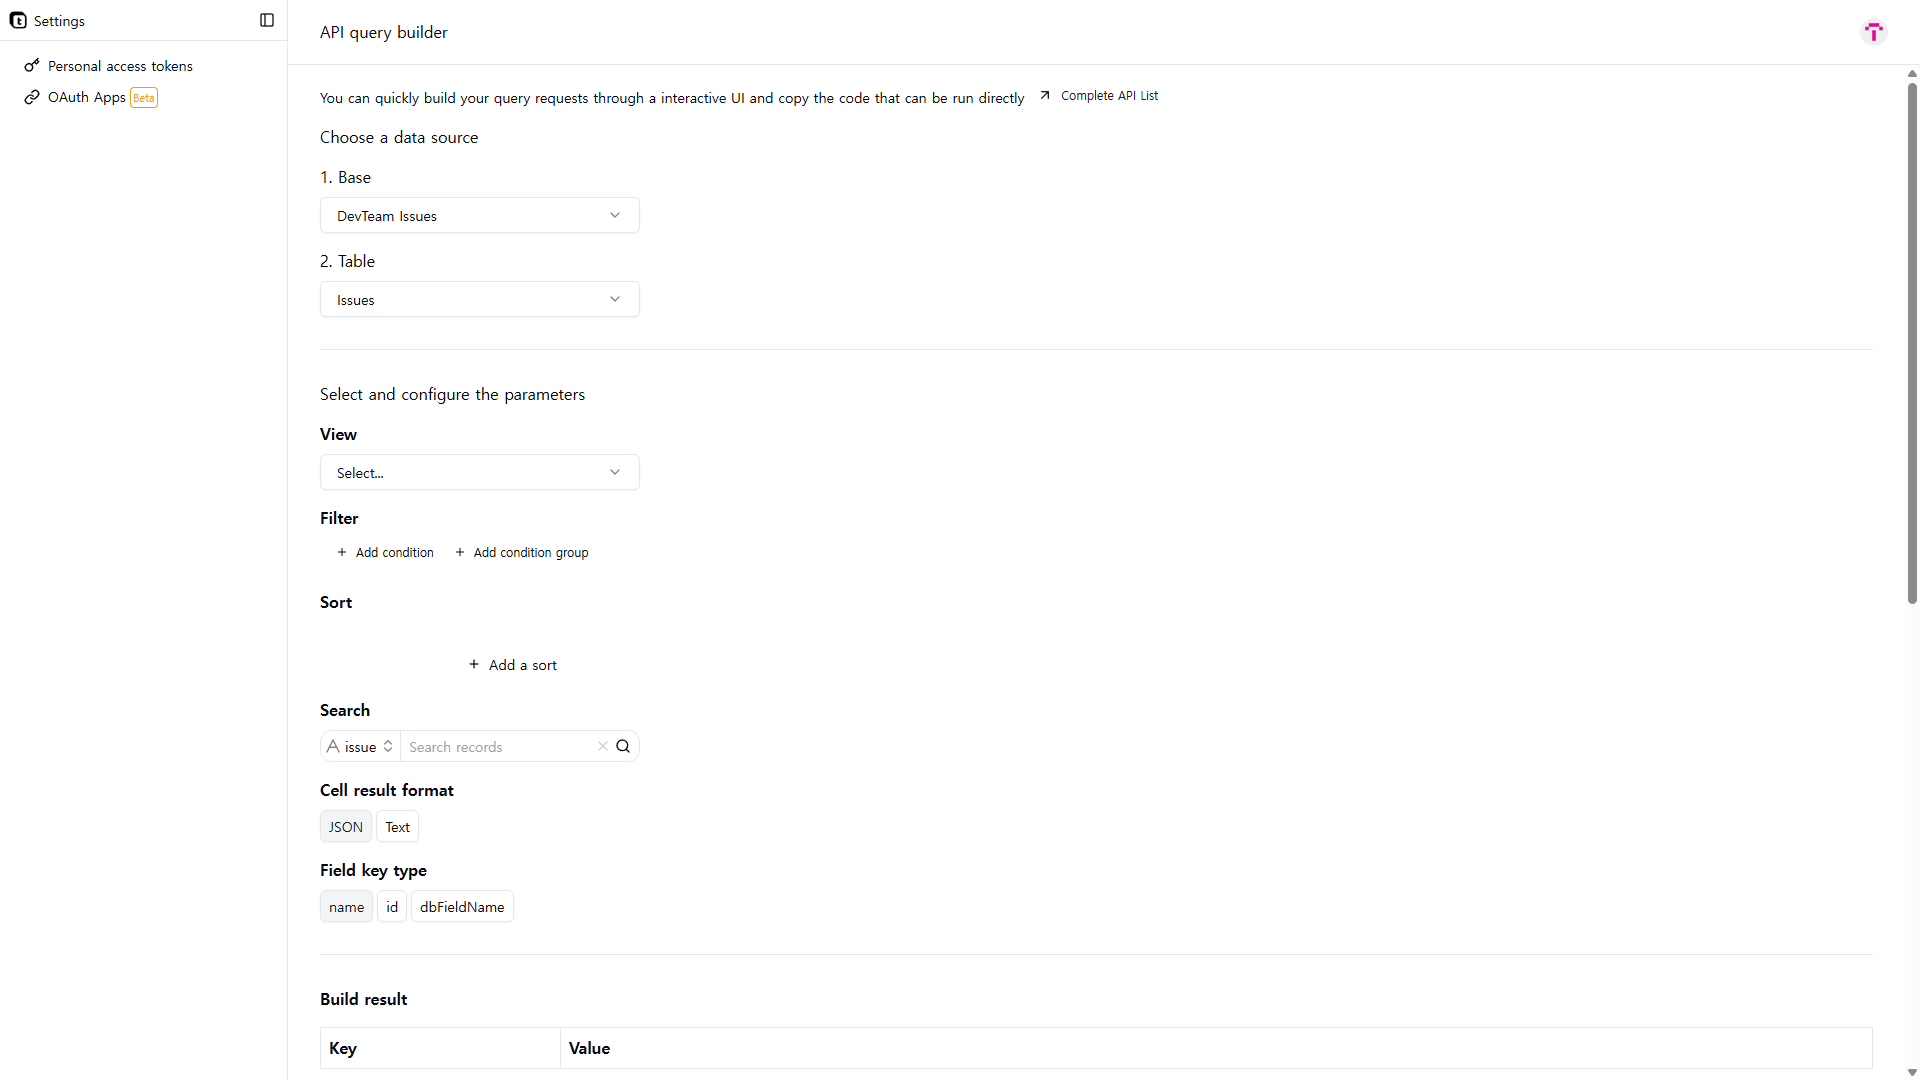 Settings
Personal access tokens
OAuth Apps Beta
API query builder
You can quickly build your query requests through a interactive UI and copy the code that can be run directly
Complete API List
Choose a data source
1. Base
DevTeam Issues
2. Table
Issues
Select and configure the parameters
View
Select...
Filter
Add condition
Add condition group
Sort
Add a sort
Search
issue
Search records
Cell result format
JSON
Text
Field key type
name
id
dbFieldName
Build result
Key
Value